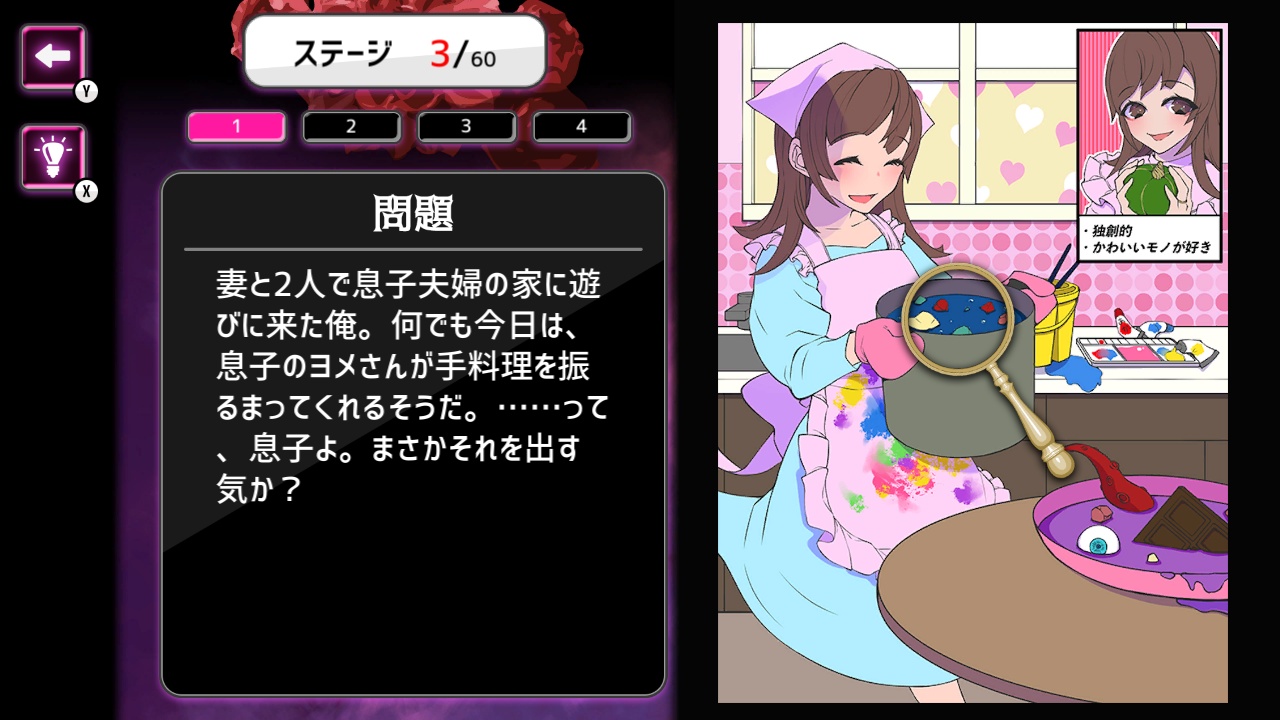 ステージ 3/60
Y
1 2 3 4
X
問題
妻と2人で息子夫婦の家に遊
びに来た俺。何でも今日は、
息子のヨメさんが手料理を振
るまってくれるそうだ。……って
、息子よ。まさかそれを出す
気か？
・独創的
・かわいいモノが好き